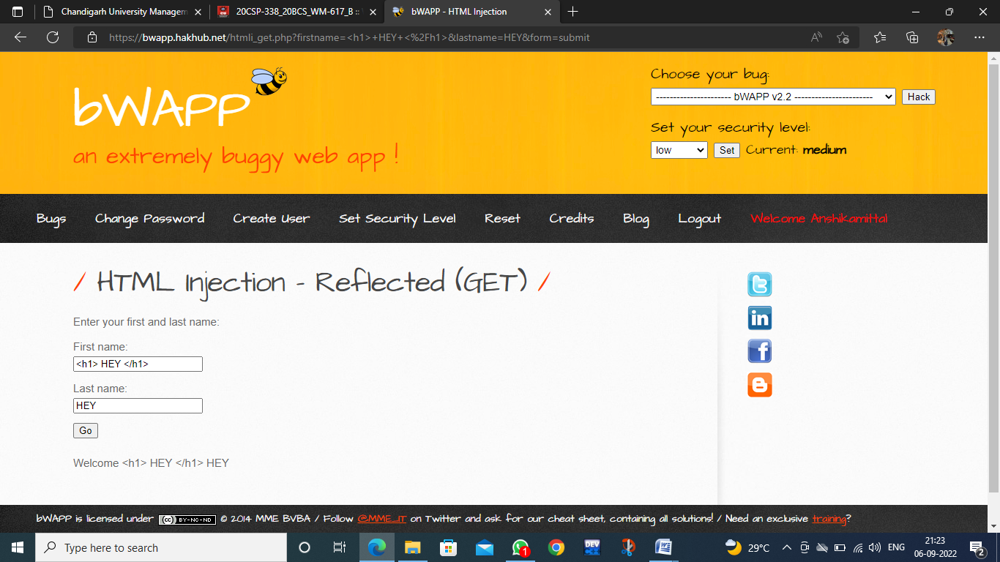 Chandigarh University Managem
20CSP-338_20BCS_WM-617_B ::
bWAPP - HTML Injection
https://bwapp.hakhub.net/htmli_get.php?firstname=<h1>+HEY+<%2Fh1>&lastname=HEY&form=submit
bWAPP
an extremely buggy web app !
Choose your bug:
---------------------- bWAPP v2.2 -----------------------
Hack
Set your security level:
low
Set
Current: medium
Bugs
Change Password
Create User
Set Security Level
Reset
Credits
Blog
Logout
Welcome Anshikamittal
/ HTML Injection - Reflected (GET) /
Enter your first and last name:
First name:
<h1> HEY </h1>
Last name:
HEY
Go
Welcome <h1> HEY </h1> HEY
bWAPP is licensed under (cc) BY-NC-ND © 2014 MME BVBA / Follow @MME_IT on Twitter and ask for our cheat sheet, containing all solutions! / Need an exclusive training?
Type here to search
DEV
1
29°C
ENG
21:23
06-09-2022
2